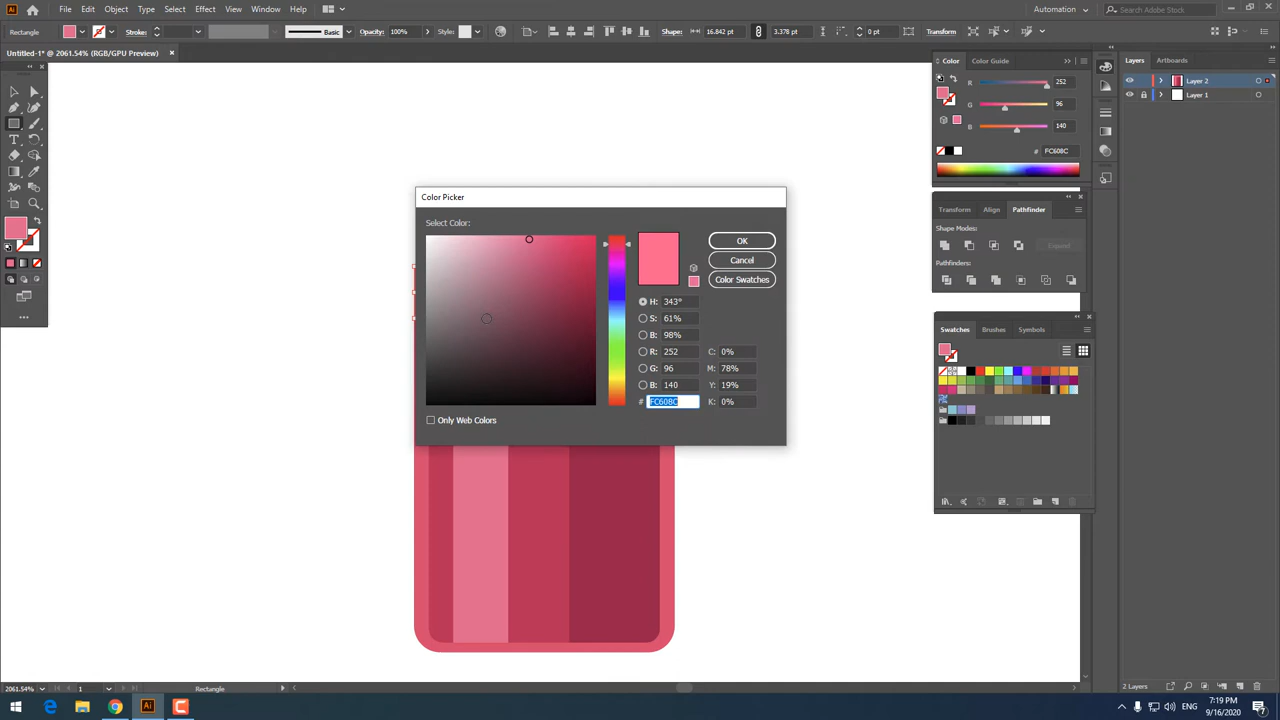 Ai File Edit Object Type Select Effect View Window Help Automation Search Adobe Stock
Rectangle Stroke: Basic Opacity: 100% Style: Shape: 16.842 pt 3.378 pt 0 pt Transform
Untitled-1* @ 2061.54% (RGB/GPU Preview)
Color Color Guide
Layers Artboards
R 252
G 96
B 140
# FC608C
Layer 2
Layer 1
Transform Align Pathfinder
Shape Modes:
Expand
Pathfinders:
Swatches Brushes Symbols
Color Picker
Select Color:
OK
Cancel
Color Swatches
H: 343°
S: 61%
B: 98%
R: 252 C: 0%
G: 96 M: 78%
B: 140 Y: 19%
# FC608C K: 0%
Only Web Colors
2061.54% 1 Rectangle
2 Layers
Ai
ENG
7:19 PM
9/16/2020